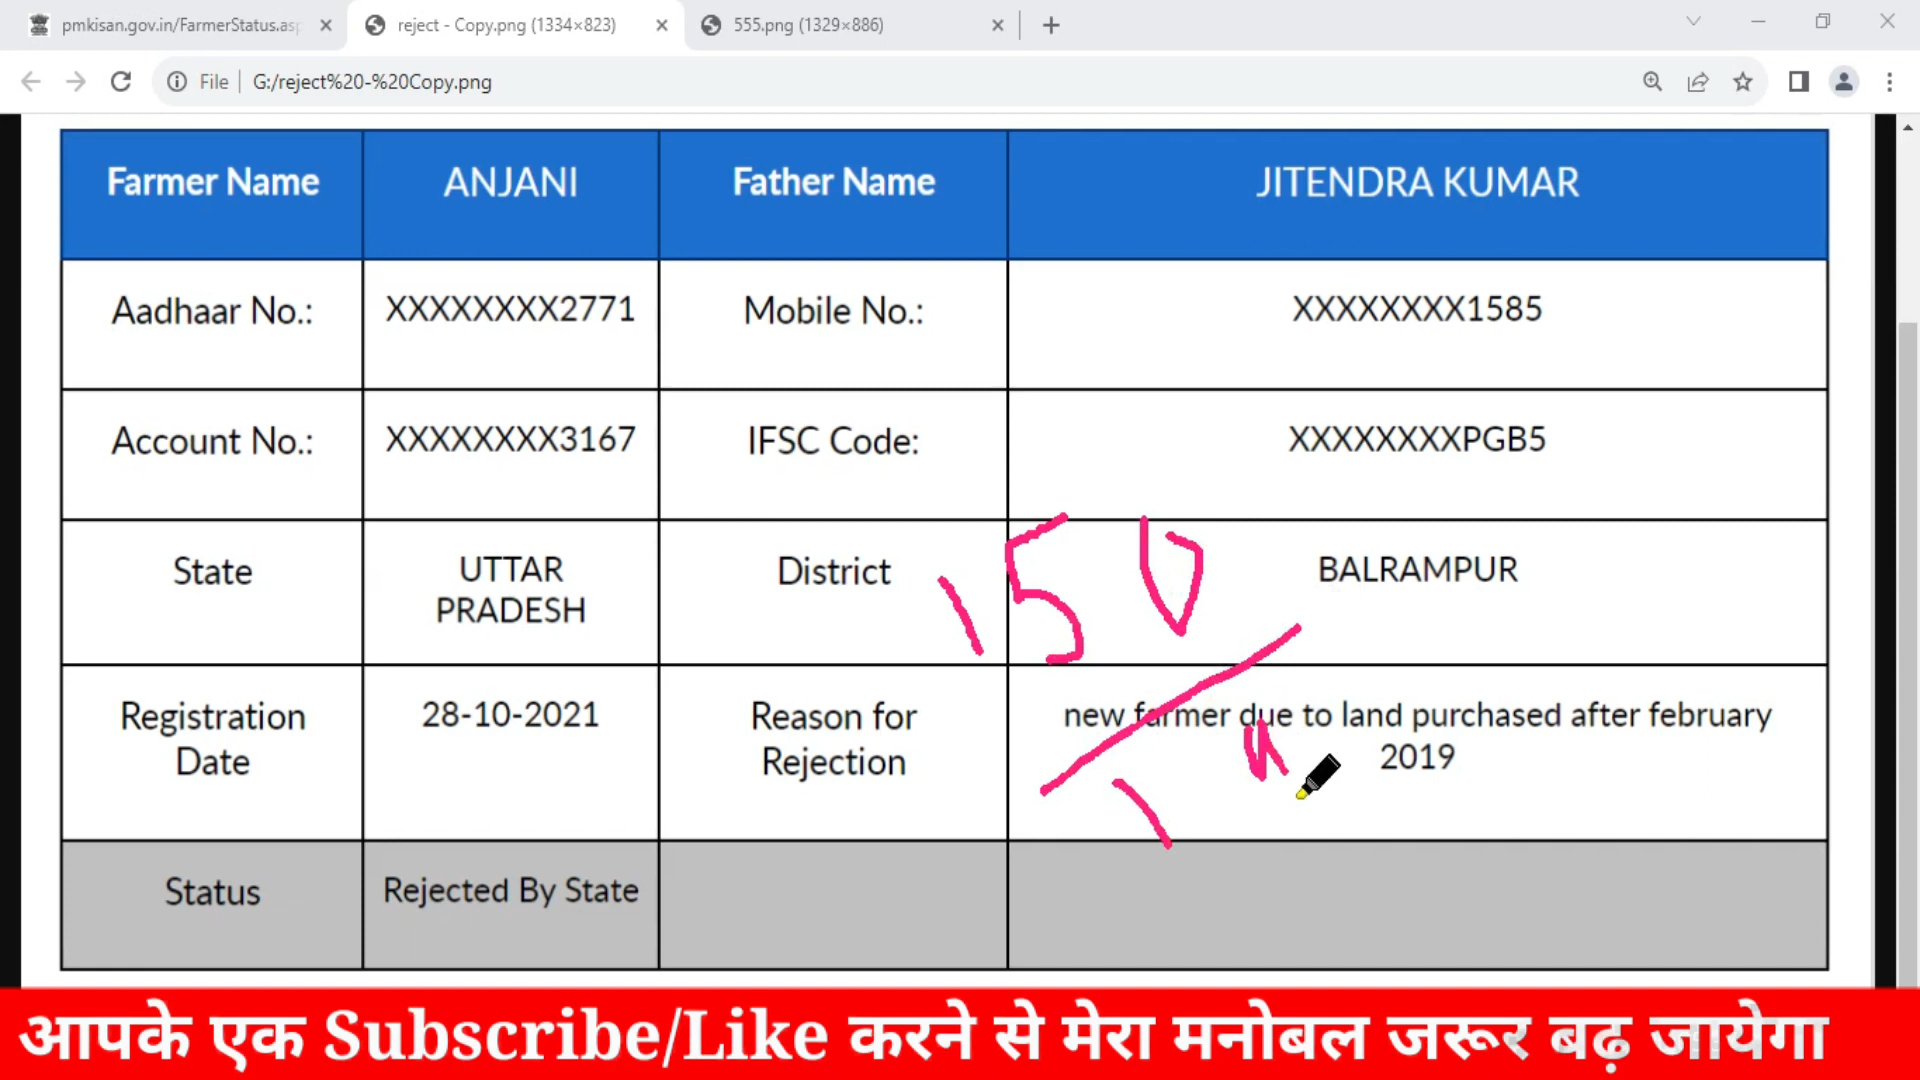 pmkisan.gov.in/FarmerStatus.asp
reject - Copy.png (1334×823)
555.png (1329×886)
File
G:/reject%20-%20Copy.png
Farmer Name
ANJANI
Father Name
JITENDRA KUMAR
Aadhaar No.:
XXXXXXXX2771
Mobile No.:
XXXXXXXX1585
Account No.:
XXXXXXXX3167
IFSC Code:
XXXXXXXXPGB5
State
UTTAR
PRADESH
District
BALRAMPUR
150
Registration
Date
28-10-2021
Reason for
Rejection
new farmer due to land purchased after february
2019
Status
Rejected By State
आपके एक Subscribe/Like करने से मेरा मनोबल जरूर बढ़ जायेगा